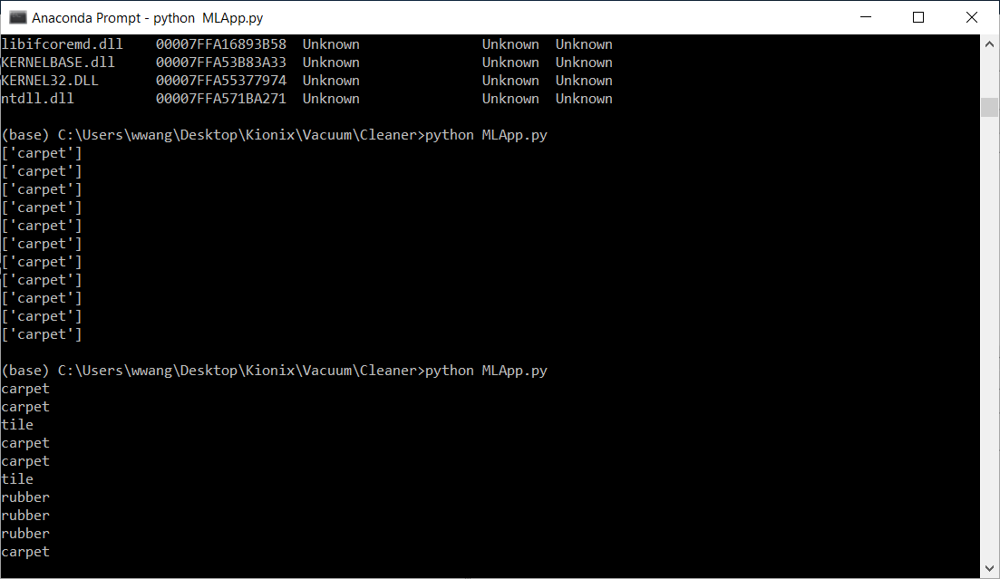 Anaconda Prompt - python  MLApp.py
libifcoremd.dll    00007FFA16893B58  Unknown               Unknown  Unknown
KERNELBASE.dll     00007FFA53B83A33  Unknown               Unknown  Unknown
KERNEL32.DLL       00007FFA55377974  Unknown               Unknown  Unknown
ntdll.dll          00007FFA571BA271  Unknown               Unknown  Unknown
(base) C:\Users\wwang\Desktop\Kionix\Vacuum\Cleaner>python MLApp.py
['carpet']
['carpet']
['carpet']
['carpet']
['carpet']
['carpet']
['carpet']
['carpet']
['carpet']
['carpet']
['carpet']
(base) C:\Users\wwang\Desktop\Kionix\Vacuum\Cleaner>python MLApp.py
carpet
carpet
tile
carpet
carpet
tile
rubber
rubber
rubber
carpet